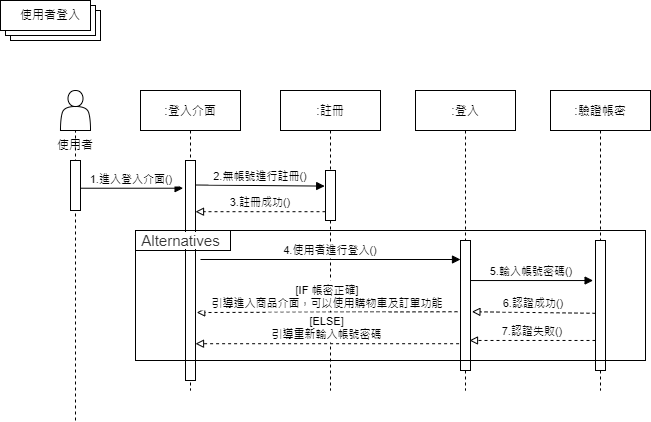 使用者登入
使用者
:登入介面
:註冊
:登入
:驗證帳密
1.進入登入介面()
2.無帳號進行註冊()
3.註冊成功()
Alternatives
4.使用者進行登入()
5.輸入帳號密碼()
[IF 帳密正確]
引導進入商品介面，可以使用購物車及訂單功能
6.認證成功()
[ELSE]
引導重新輸入帳號密碼
7.認證失敗()